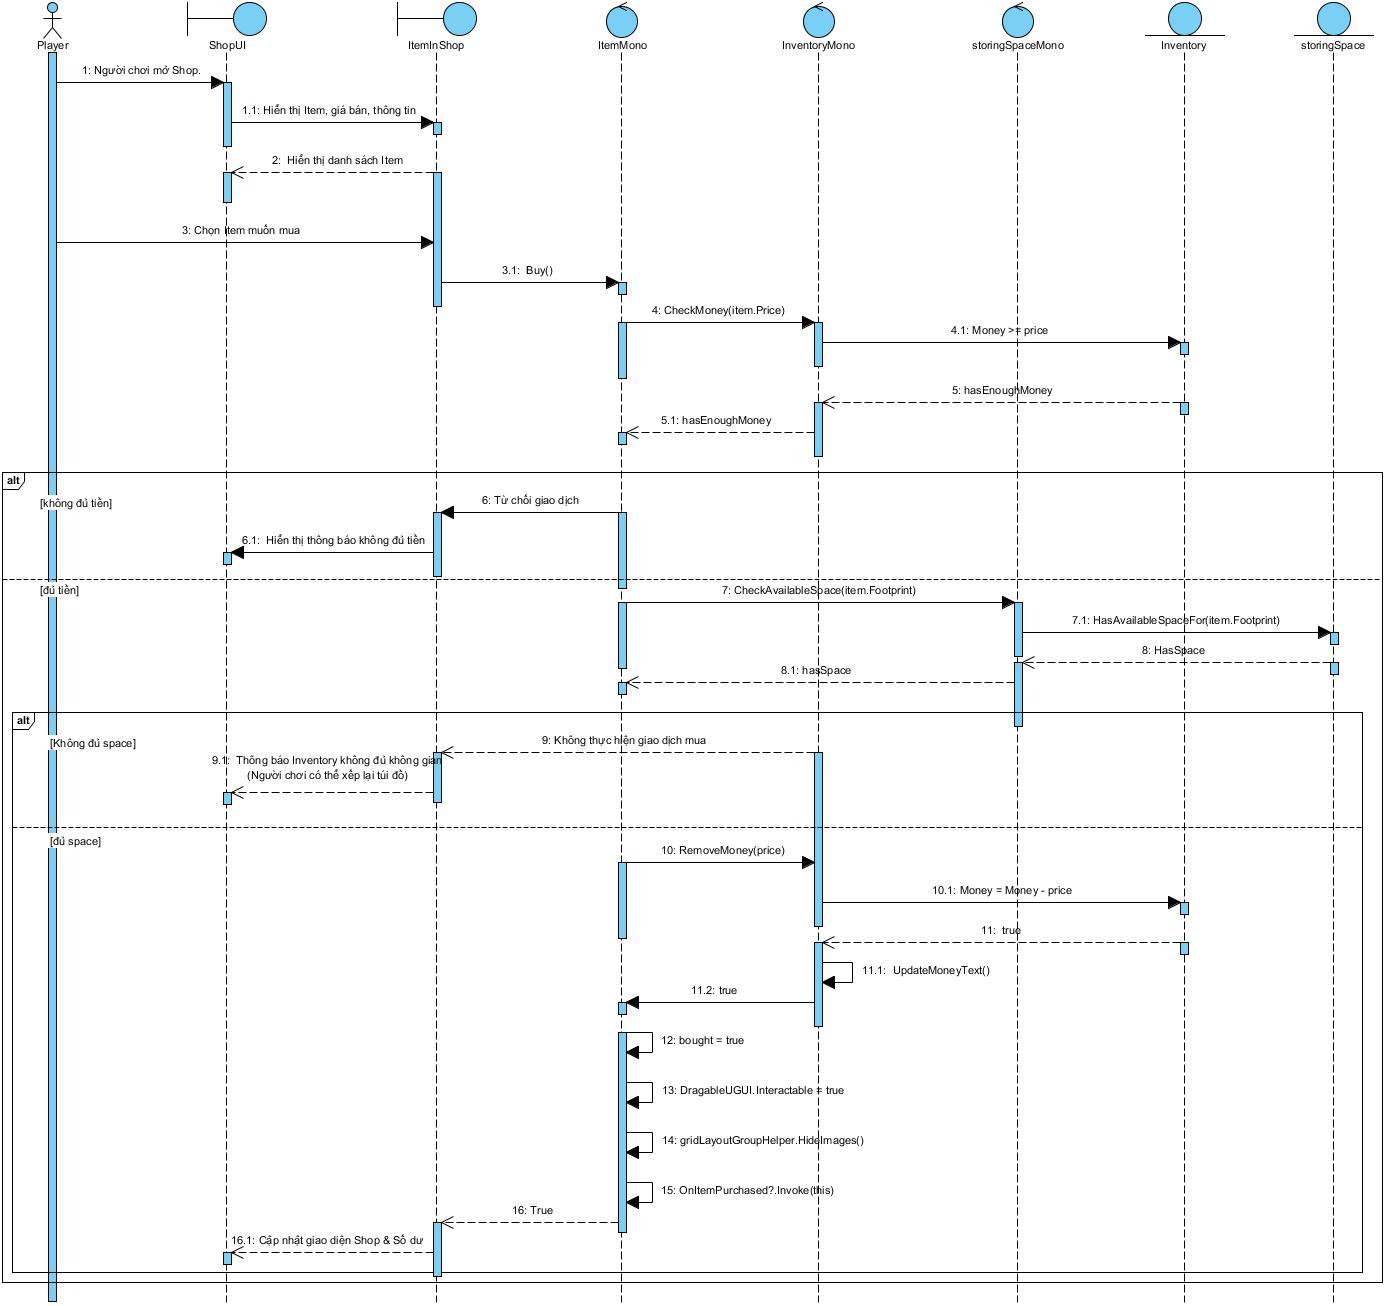 Player
ShopUI
ItemInShop
ItemMono
InventoryMono
storingSpaceMono
Inventory
storingSpace
1: Người chơi mở Shop.
1.1: Hiển thị Item, giá bán, thông tin
2: Hiển thị danh sách Item
3: Chọn Item muốn mua
3.1: Buy()
4: CheckMoney(item.Price)
4.1: Money >= price
5: hasEnoughMoney
5.1: hasEnoughMoney
alt
[không đủ tiền]
6: Từ chối giao dịch
6.1: Hiển thị thông báo không đủ tiền
[đủ tiền]
7: CheckAvailableSpace(item.Footprint)
7.1: HasAvailableSpaceFor(item.Footprint)
8: HasSpace
8.1: hasSpace
alt
[Không đủ space]
9: Không thực hiện giao dịch mua
9.1: Thông báo Inventory không đủ không gian
(Người chơi có thể xếp lại túi đồ)
[đủ space]
10: RemoveMoney(price)
10.1: Money = Money - price
11: true
11.1: UpdateMoneyText()
11.2: true
12: bought = true
13: DragableUGUI.Interactable = true
14: gridLayoutGroupHelper.HideImages()
15: OnItemPurchased?.Invoke(this)
16: True
16.1: Cập nhật giao diện Shop & Số dư